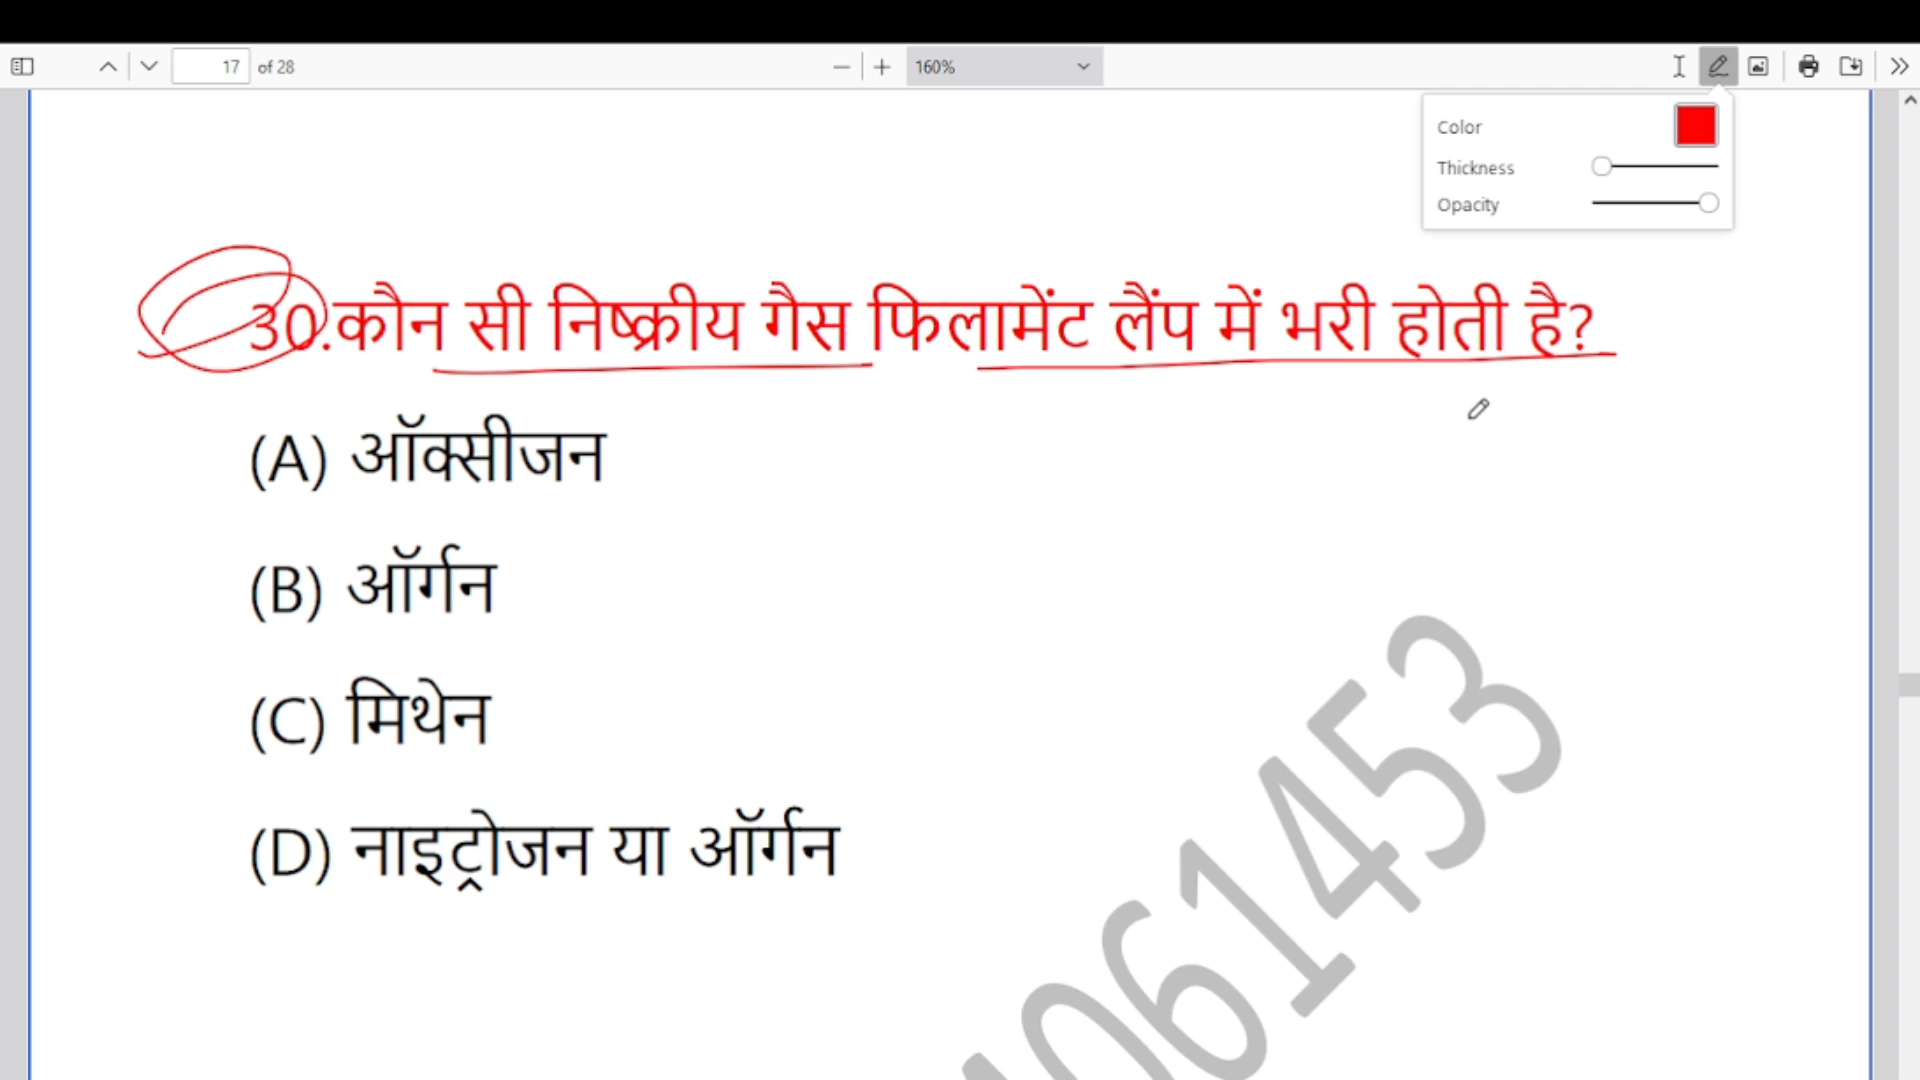 17 of 28
160%
Color
Thickness
Opacity
30.कौन सी निष्क्रीय गैस फिलामेंट लैंप में भरी होती है?
(A) ऑक्सीजन
(B) ऑर्गन
(C) मिथेन
(D) नाइट्रोजन या ऑर्गन
061453